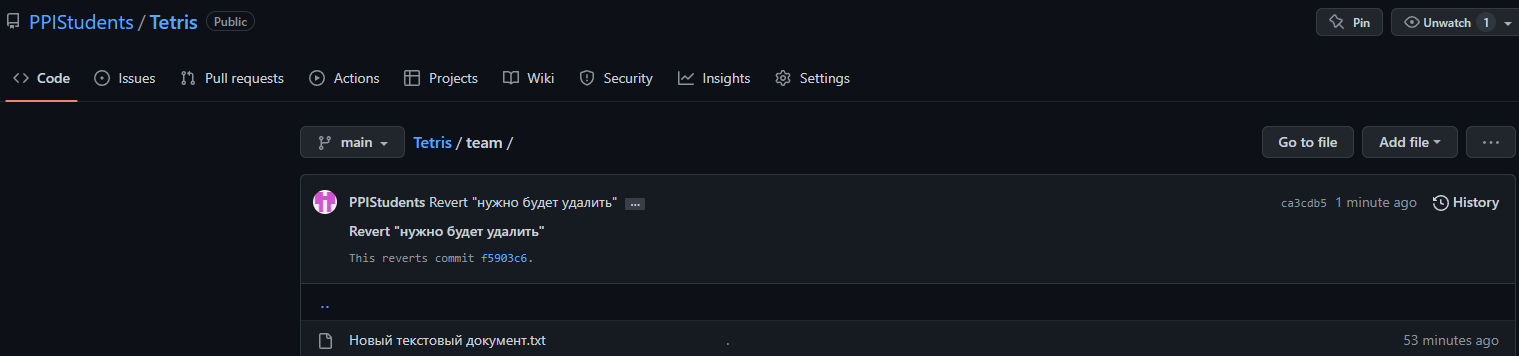 PPIStudents / Tetris Public Pin Unwatch 1
Code Issues Pull requests Actions Projects Wiki Security Insights Settings
main Tetris / team / Go to file Add file ...
PPIStudents Revert "нужно будет удалить" ... ca3cdb5 1 minute ago History
Revert "нужно будет удалить"
This reverts commit f5903c6.
..
Новый текстовый документ.txt . 53 minutes ago